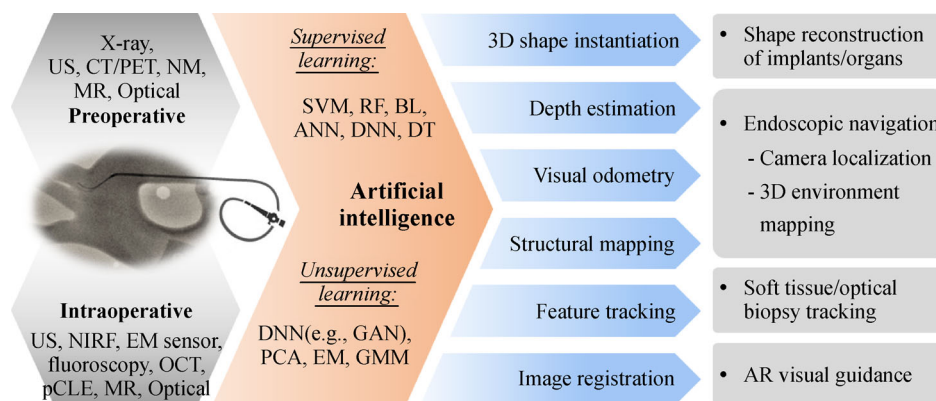 X-ray,
US, CT/PET, NM,
MR, Optical
Preoperative
Intraoperative
US, NIRF, EM sensor,
fluoroscopy, OCT,
pCLE, MR, Optical
Supervised
learning:
SVM, RF, BL,
ANN, DNN, DT
Artificial
intelligence
Unsupervised
learning:
DNN(e.g., GAN),
PCA, EM, GMM
3D shape instantiation
Depth estimation
Visual odometry
Structural mapping
Feature tracking
Image registration
• Shape reconstruction
of implants/organs
• Endoscopic navigation
- Camera localization
- 3D environment
mapping
• Soft tissue/optical
biopsy tracking
• AR visual guidance